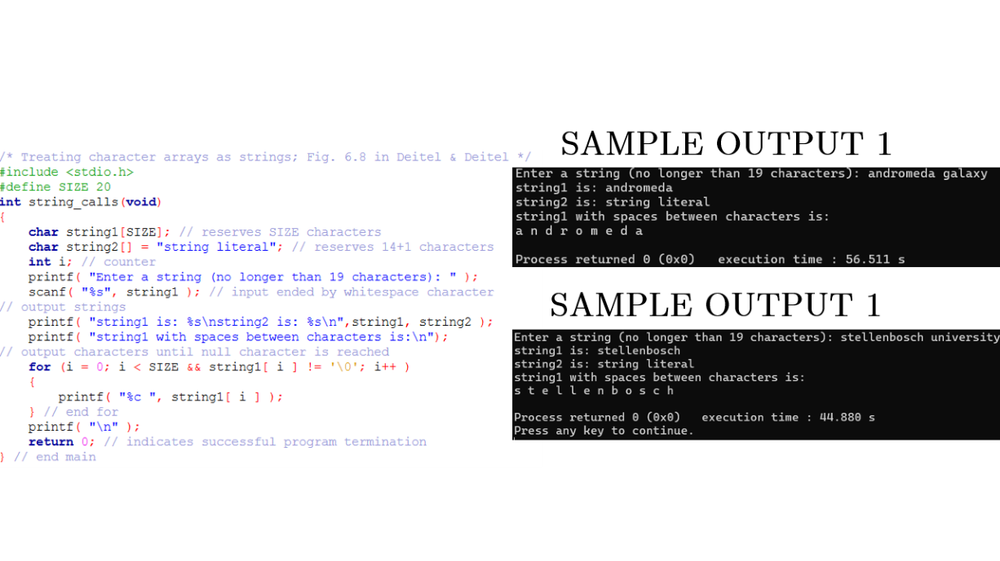 /* Treating character arrays as strings; Fig. 6.8 in Deitel & Deitel */
#include <stdio.h>
#define SIZE 20
int string_calls(void)
{
char string1[SIZE]; // reserves SIZE characters
char string2[] = "string literal"; // reserves 14+1 characters
int i; // counter
printf( "Enter a string (no longer than 19 characters): " );
scanf( "%s", string1 ); // input ended by whitespace character
// output strings
printf( "string1 is: %s\nstring2 is: %s\n",string1, string2 );
printf( "string1 with spaces between characters is:\n");
// output characters until null character is reached
for (i = 0; i < SIZE && string1[ i ] != '\0'; i++ )
{
printf( "%c ", string1[ i ] );
} // end for
printf( "\n" );
return 0; // indicates successful program termination
} // end main
SAMPLE OUTPUT 1
Enter a string (no longer than 19 characters): andromeda galaxy
string1 is: andromeda
string2 is: string literal
string1 with spaces between characters is:
a n d r o m e d a
Process returned 0 (0x0)   execution time : 56.511 s
SAMPLE OUTPUT 1
Enter a string (no longer than 19 characters): stellenbosch university
string1 is: stellenbosch
string2 is: string literal
string1 with spaces between characters is:
s t e l l e n b o s c h
Process returned 0 (0x0)   execution time : 44.880 s
Press any key to continue.